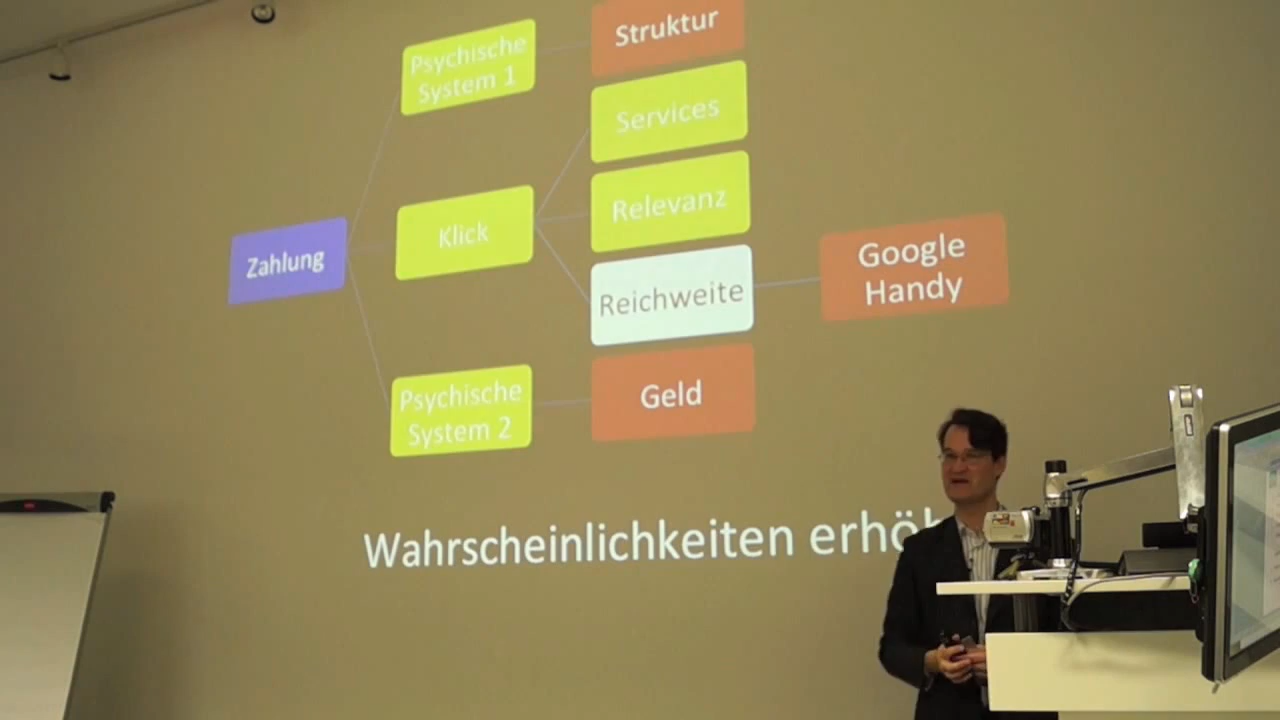 Struktur
Psychische
System 1
Services
Relevanz
Klick
Zahlung
Reichweite
Google
Handy
Geld
Psychische
System 2
Wahrscheinlichkeiten